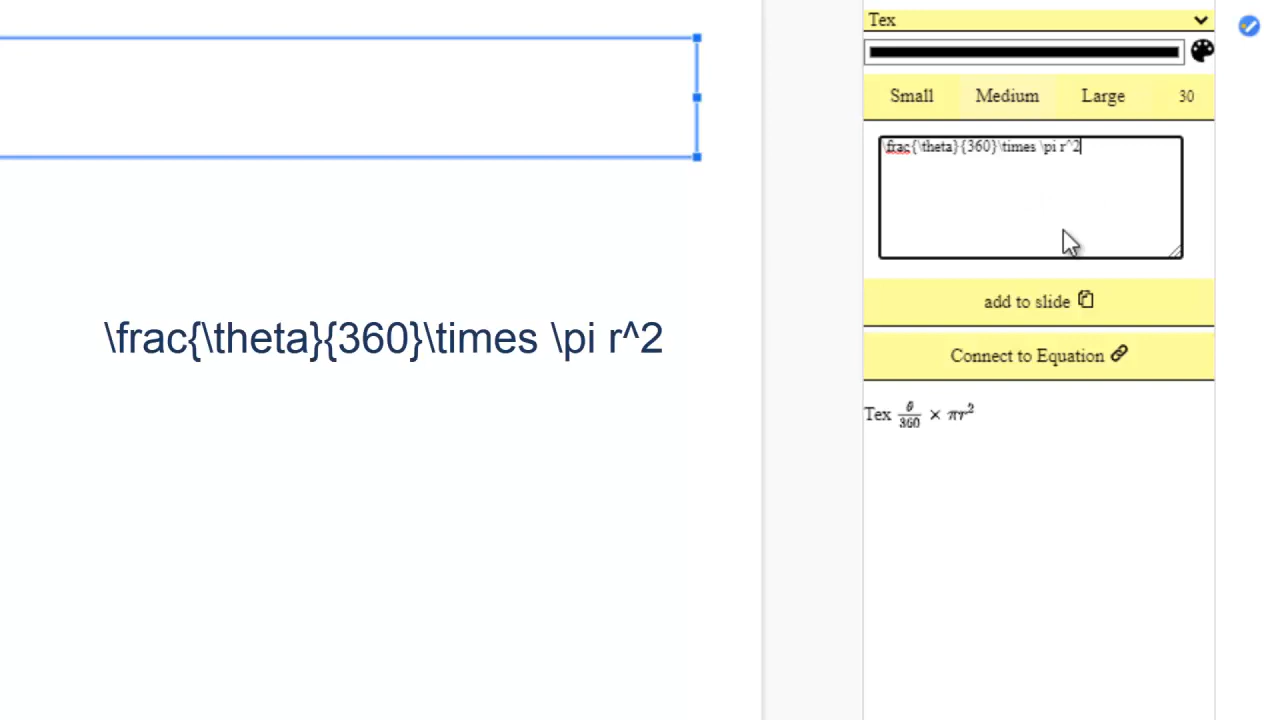 Tex
Small Medium Large 30
\frac{\theta}{360}\times \pi r^2
add to slide
\frac{\theta}{360}\times \pi r^2
Connect to Equation
Tex θ/360 × πr²